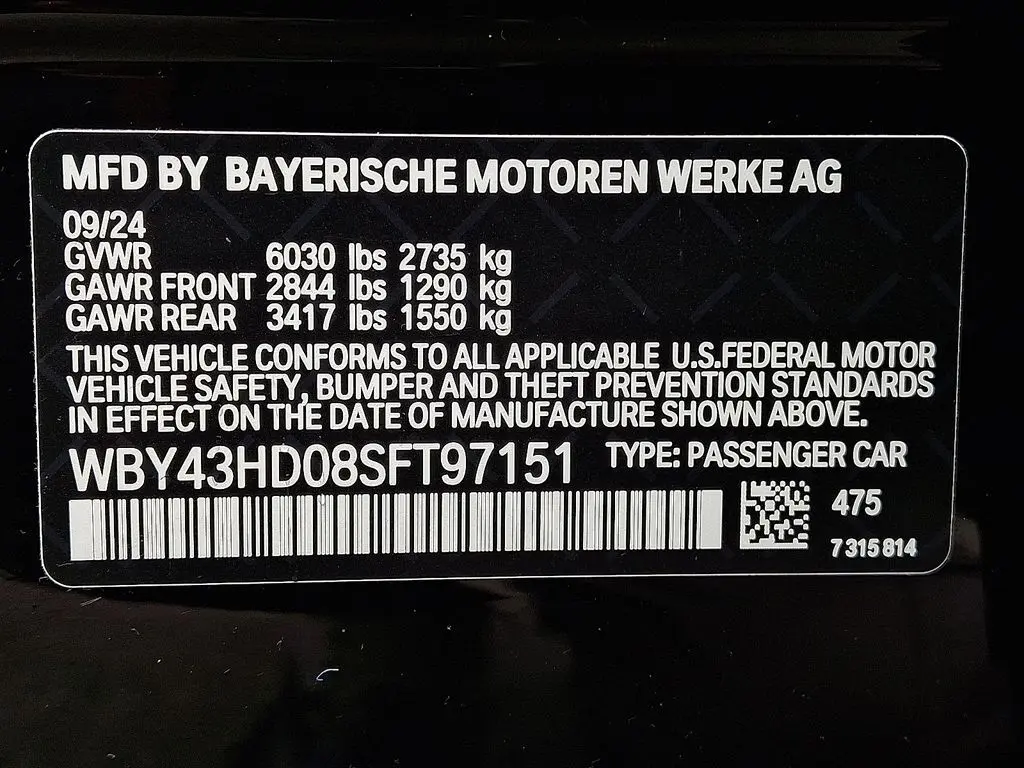 MFD BY BAYERISCHE MOTOREN WERKE AG
09/24
GVWR 6030 lbs 2735 kg
GAWR FRONT 2844 lbs 1290 kg
GAWR REAR 3417 lbs 1550 kg
THIS VEHICLE CONFORMS TO ALL APPLICABLE U.S.FEDERAL MOTOR
VEHICLE SAFETY, BUMPER AND THEFT PREVENTION STANDARDS
IN EFFECT ON THE DATE OF MANUFACTURE SHOWN ABOVE.
WBY43HD08SFT97151 TYPE: PASSENGER CAR
475
7 315 814